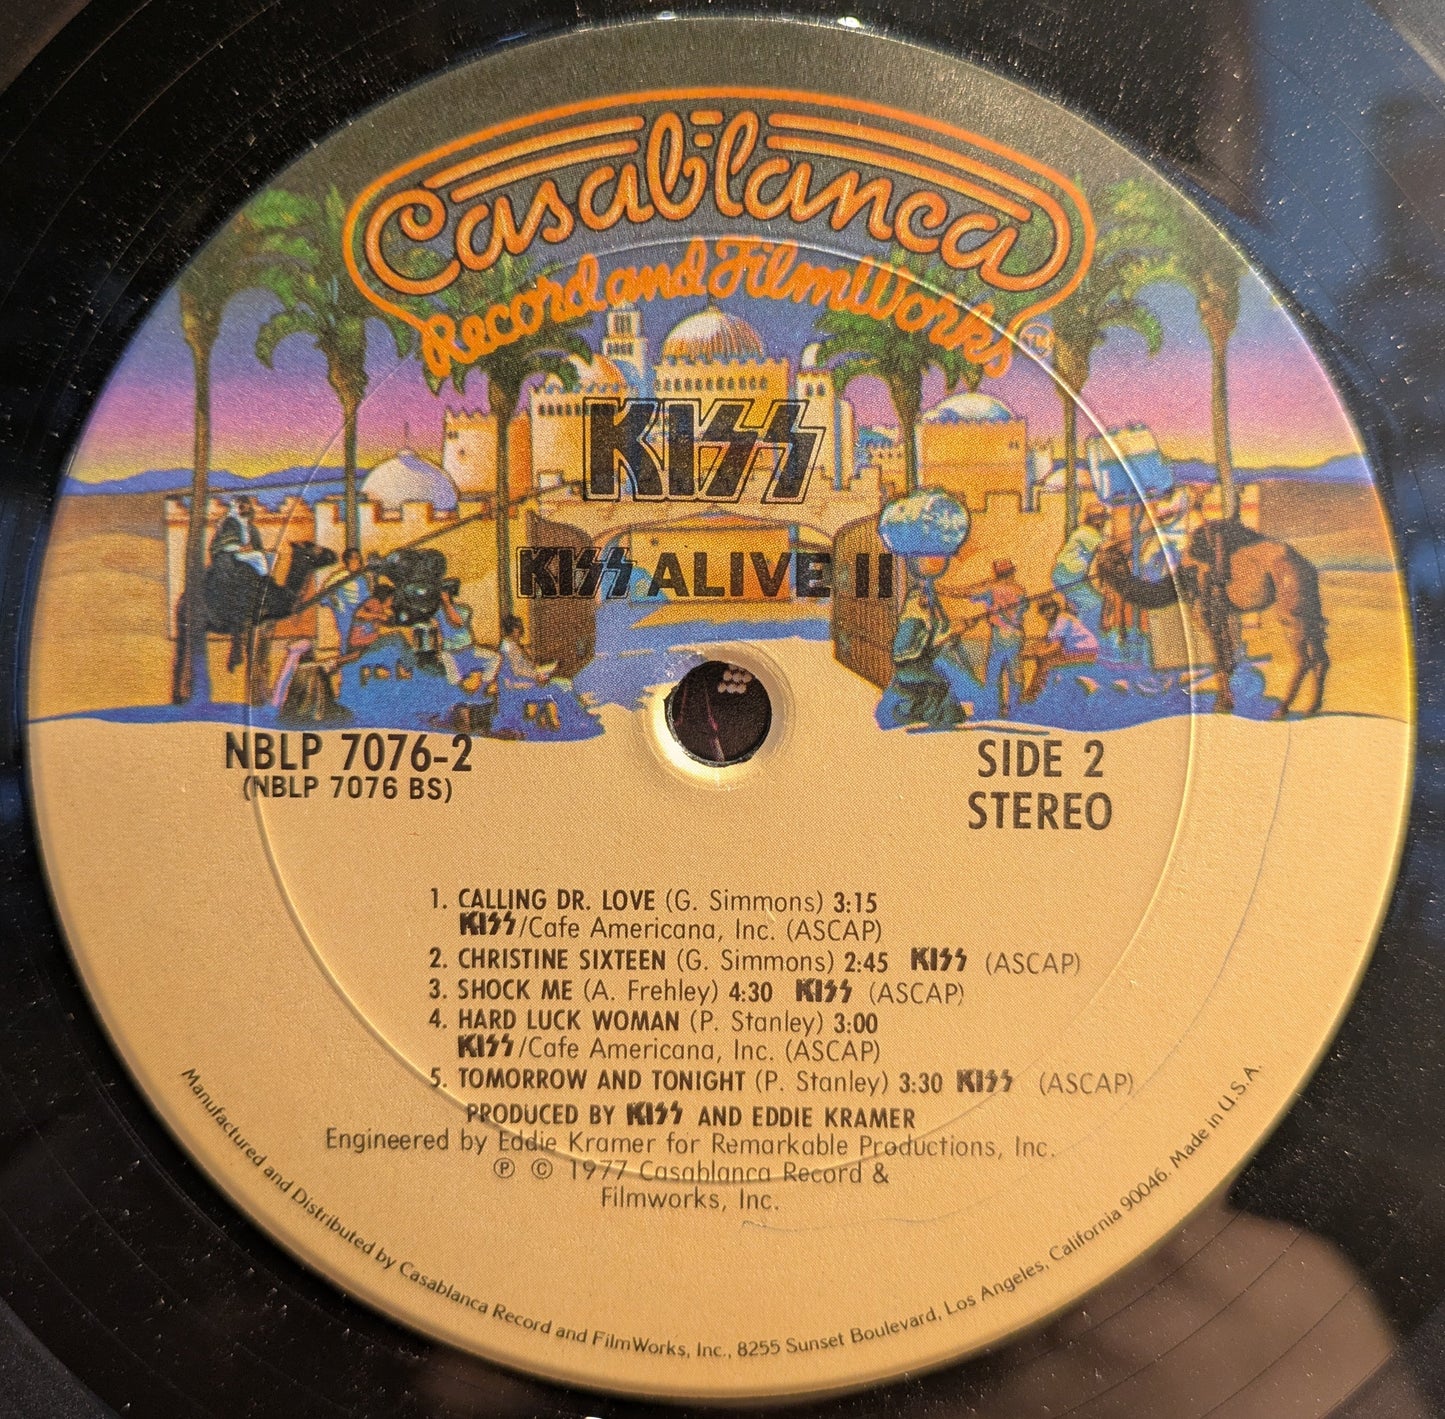 Casablanca
Record and FilmWorks TM
KISS
KISS ALIVE II
NBLP 7076-2
(NBLP 7076 BS)
SIDE 2
STEREO
1. CALLING DR. LOVE (G. Simmons) 3:15
KISS/Cafe Americana, Inc. (ASCAP)
2. CHRISTINE SIXTEEN (G. Simmons) 2:45 KISS (ASCAP)
3. SHOCK ME (A. Frehley) 4:30 KISS (ASCAP)
4. HARD LUCK WOMAN (P. Stanley) 3:00
KISS/Cafe Americana, Inc. (ASCAP)
5. TOMORROW AND TONIGHT (P. Stanley) 3:30 KISS (ASCAP)
PRODUCED BY KISS AND EDDIE KRAMER
Engineered by Eddie Kramer for Remarkable Productions, Inc.
℗ © 1977 Casablanca Record &
Filmworks, Inc.
Manufactured and Distributed by Casablanca Record and FilmWorks, Inc., 8255 Sunset Boulevard, Los Angeles, California 90046. Made in U.S.A.